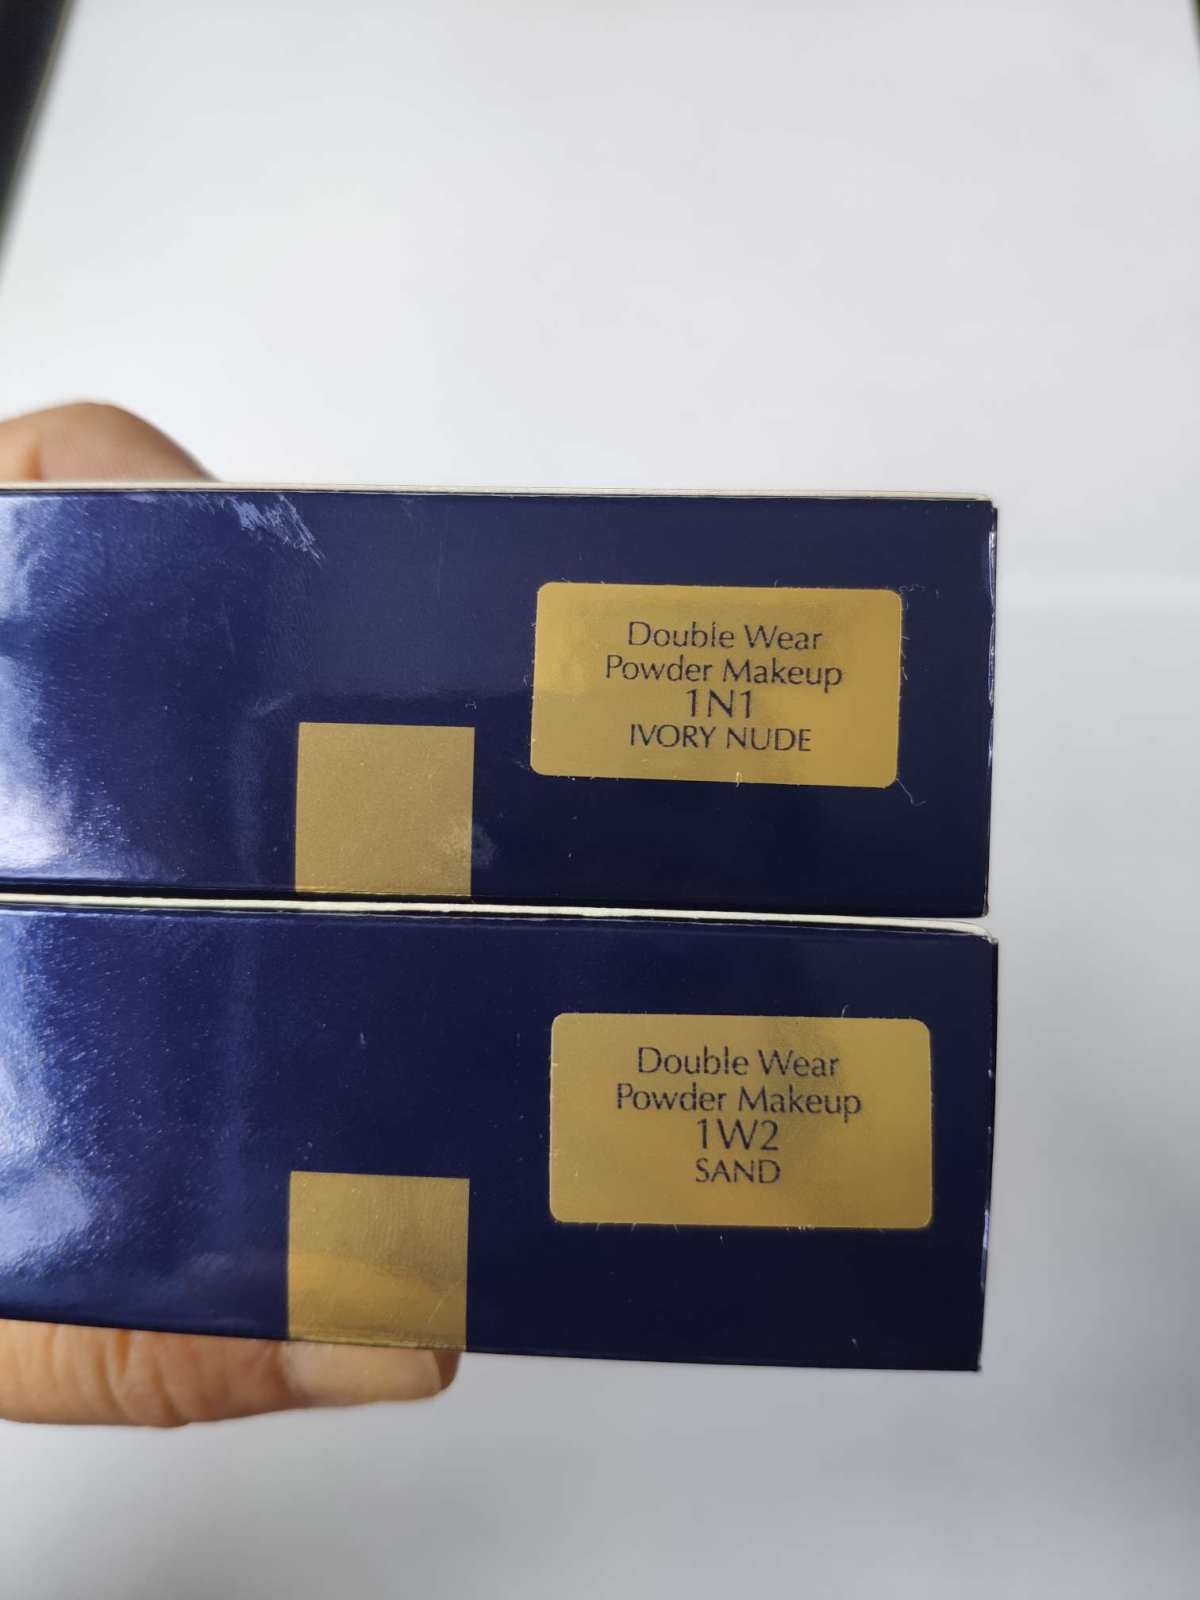 Double Wear
Powder Makeup
1N1
IVORY NUDE
Double Wear
Powder Makeup
1W2
SAND